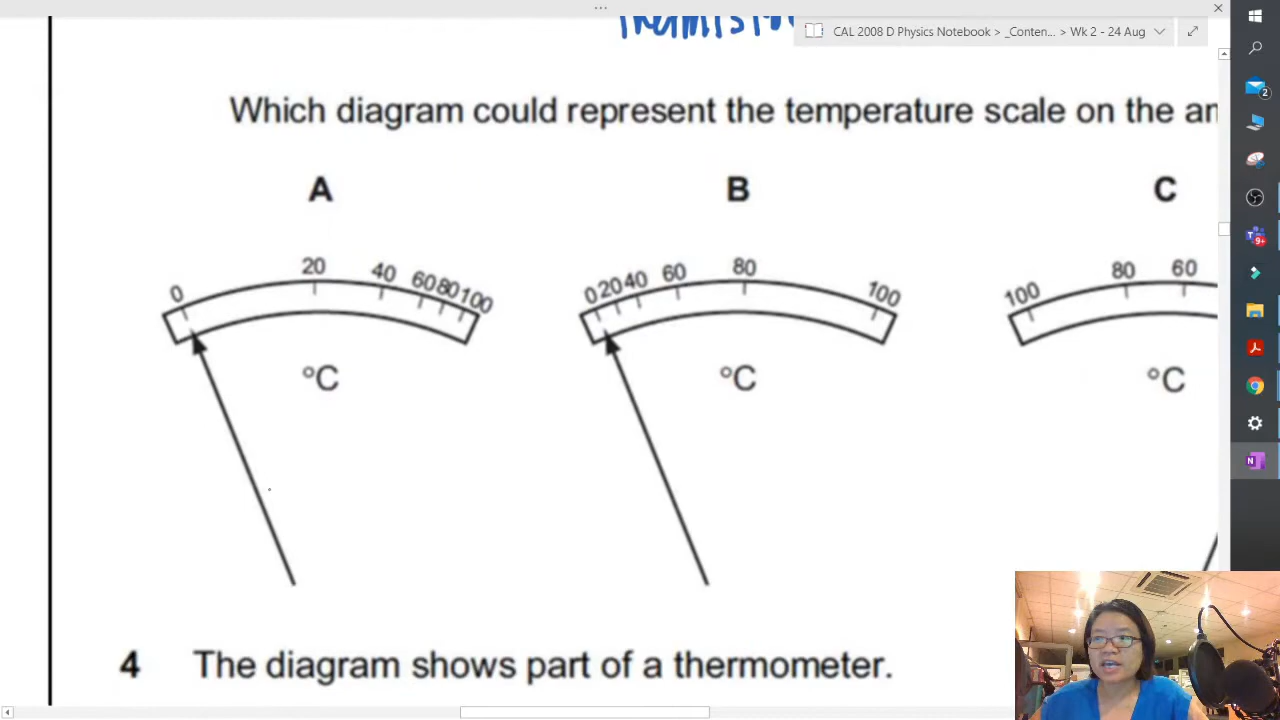 CAL 2008 D Physics Notebook > _Conten... > Wk 2 - 24 Aug
Which diagram could represent the temperature scale on the
A B C
0 20 40 60 80 100
0 20 40 60 80 100
100 80 60
°C °C °C
4 The diagram shows part of a thermometer.
2
9+
N